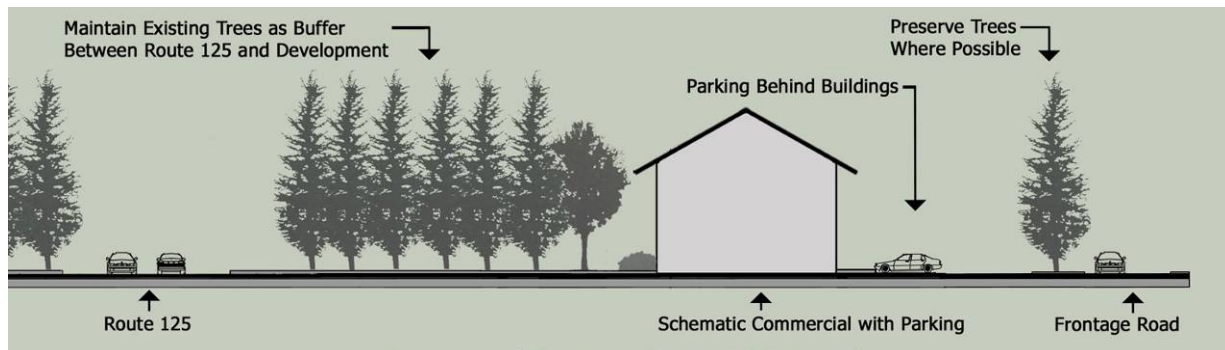 Maintain Existing Trees as Buffer
Between Route 125 and Development
Preserve Trees
Where Possible
Parking Behind Buildings
Route 125
Schematic Commercial with Parking
Frontage Road